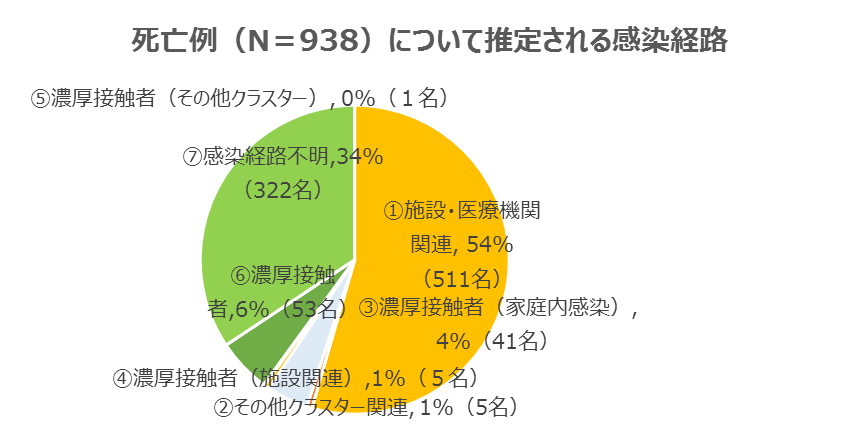 死亡例（N＝938）について推定される感染経路
⑤濃厚接触者（その他クラスター）, 0%（１名）
⑦感染経路不明,34%
（322名）
①施設・医療機関
関連, 54%
（511名）
⑥濃厚接触
者,6%（53名）
③濃厚接触者（家庭内感染）,
4%（41名）
④濃厚接触者（施設関連）,1%（５名）
②その他クラスター関連, 1%（5名）